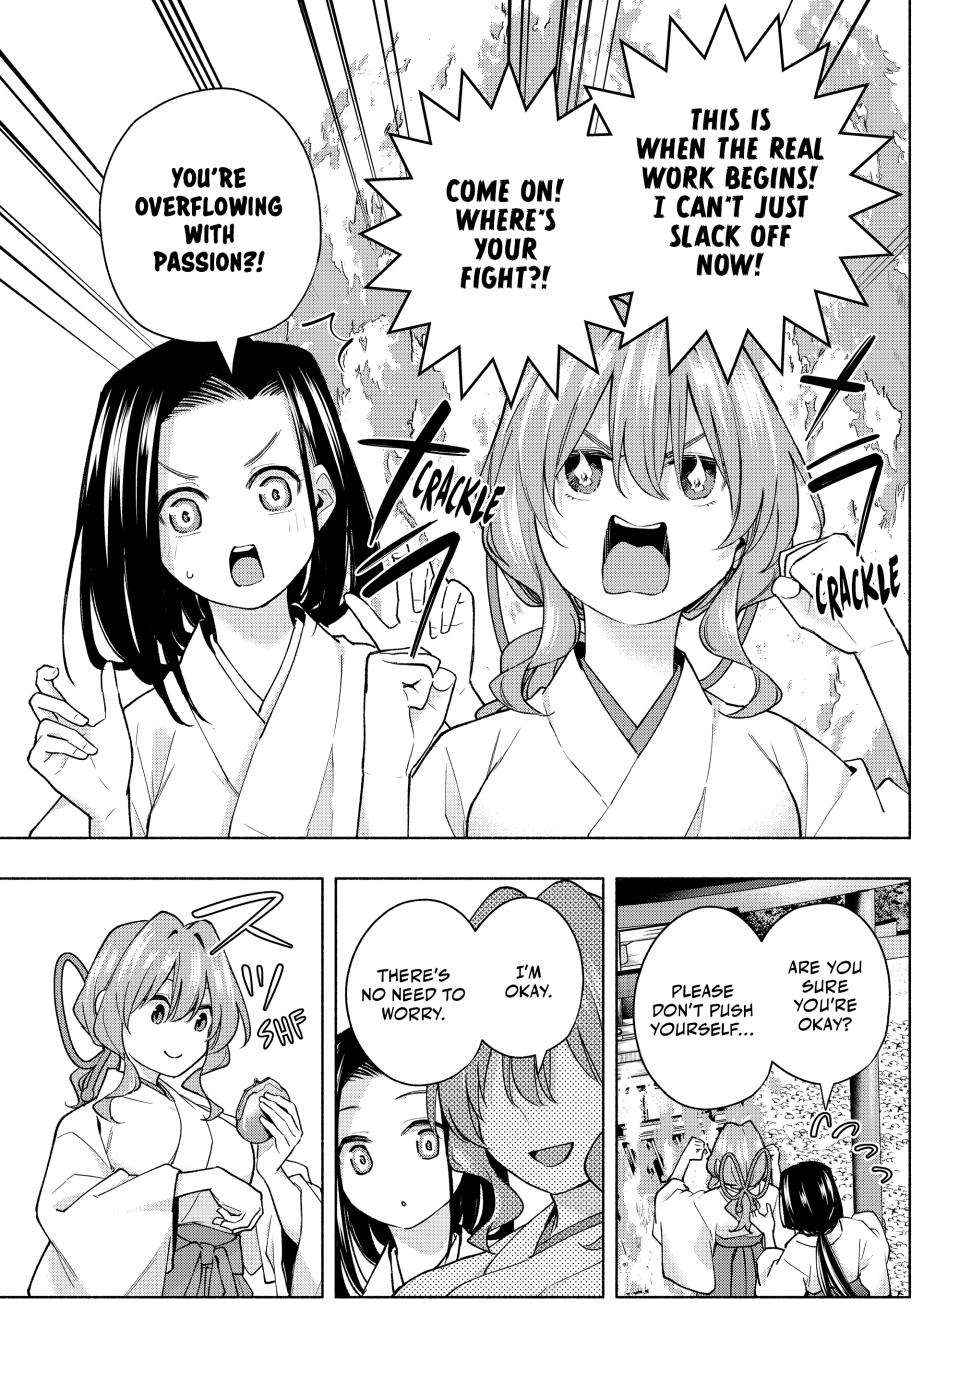 THIS IS
WHEN THE REAL
WORK BEGINS!
I CAN'T JUST
SLACK OFF
NOW!
COME ON!
WHERE'S
YOUR
FIGHT?!
YOU'RE
OVERFLOWING
WITH
PASSION?!
CRACKLE
CRACKLE
ARE YOU
SURE
YOU'RE
OKAY?
PLEASE
DON'T PUSH
YOURSELF...
I'M
OKAY.
THERE'S
NO NEED TO
WORRY.
スッ
SHF